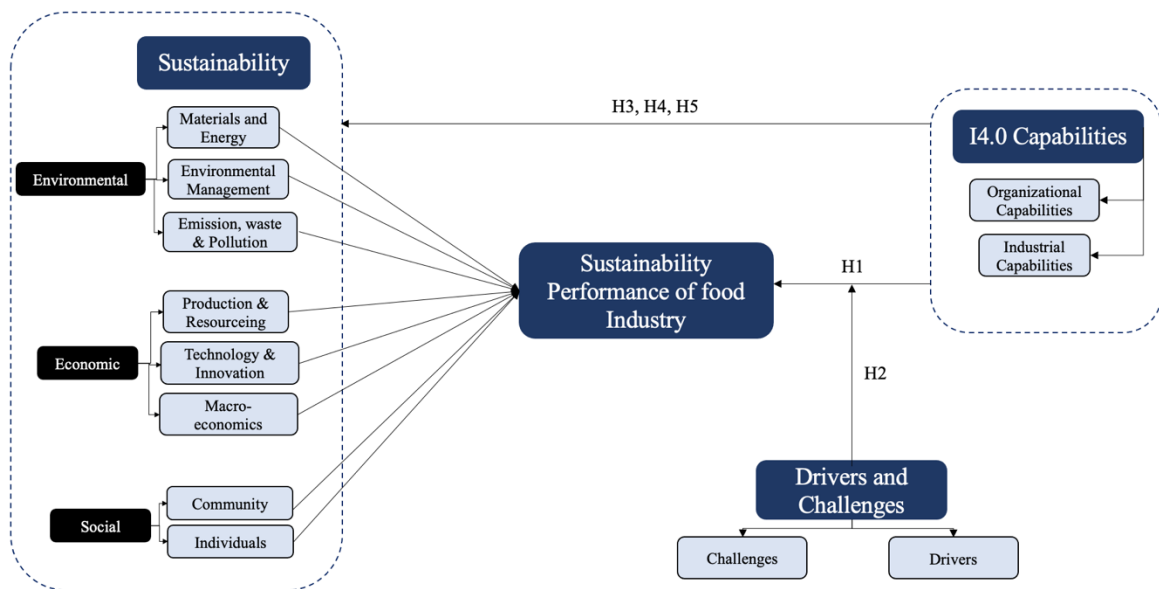 Sustainability
Materials and
Energy
Environmental
Environmental
Management
Emission, waste
& Pollution
Production &
Resourceing
Economic
Technology &
Innovation
Macro-
economics
Community
Social
Individuals
Sustainability
Performance of food
Industry
H3, H4, H5
I4.0 Capabilities
Organizational
Capabilities
Industrial
Capabilities
H1
H2
Drivers and
Challenges
Challenges
Drivers